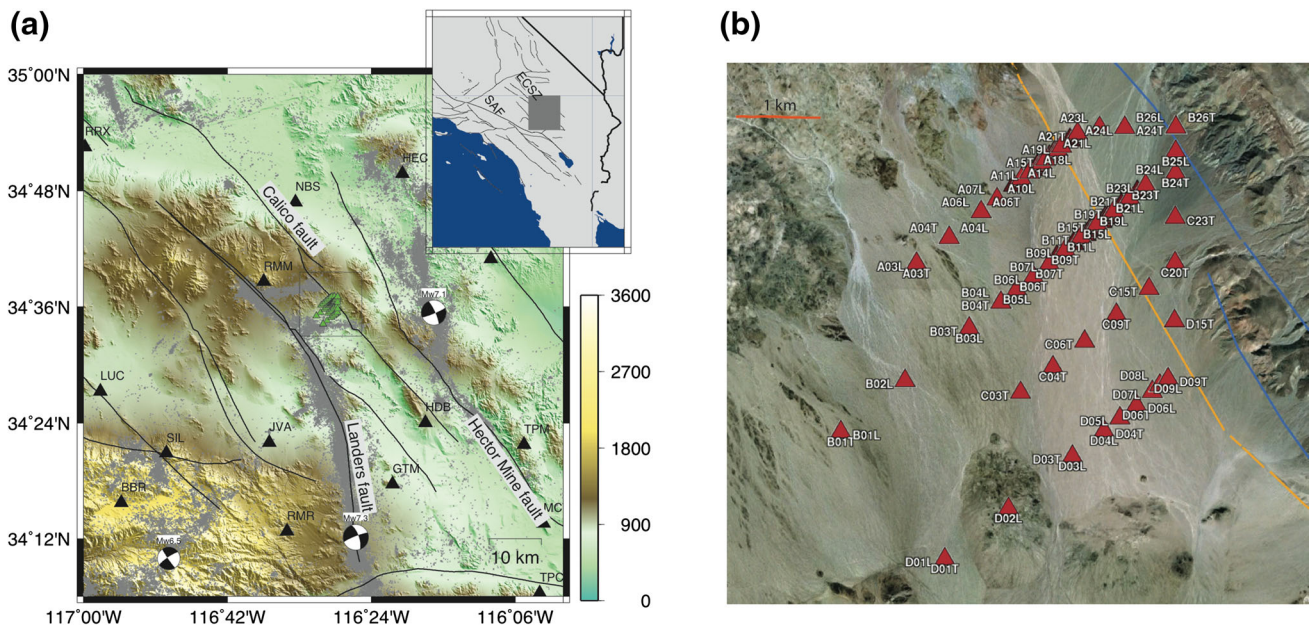 (a)
(b)
35°00'N
34°48'N
34°36'N
34°24'N
34°12'N
117°00'W
116°42'W
116°24'W
116°06'W
ECSZ
SAF
RRX
HEC
NBS
Calico fault
RMM
Mw7.1
LUC
HDB
JVA
SIL
TPM
Hector Mine fault
Landers fault
GTM
BBR
RMR
MC
Mw7.3
Mw6.5
10 km
TPC
3600
2700
1800
900
0
1 km
A23L
A24L
B26L
A24T
B26T
A21T
A21L
A19L
A18L
A15T
A14L
A11L
A10L
B25L
B24L
B24T
A07L
A06L
A06T
B23L
B23T
B21T
B21L
C23T
A04T
A04L
B19T
B19L
B15T
B15L
B11T
B11L
B09L
B09T
A03L
A03T
B07L
B07T
C20T
B06L
B06T
B04L
B05L
B04T
C15T
B03T
B03L
C09T
D15T
C06T
B02L
C04T
D08L
D09T
D09L
C03T
D07L
D06L
D06T
B01T
B01L
D05L
D04T
D04L
D03T
D03L
D02L
D01L
D01T